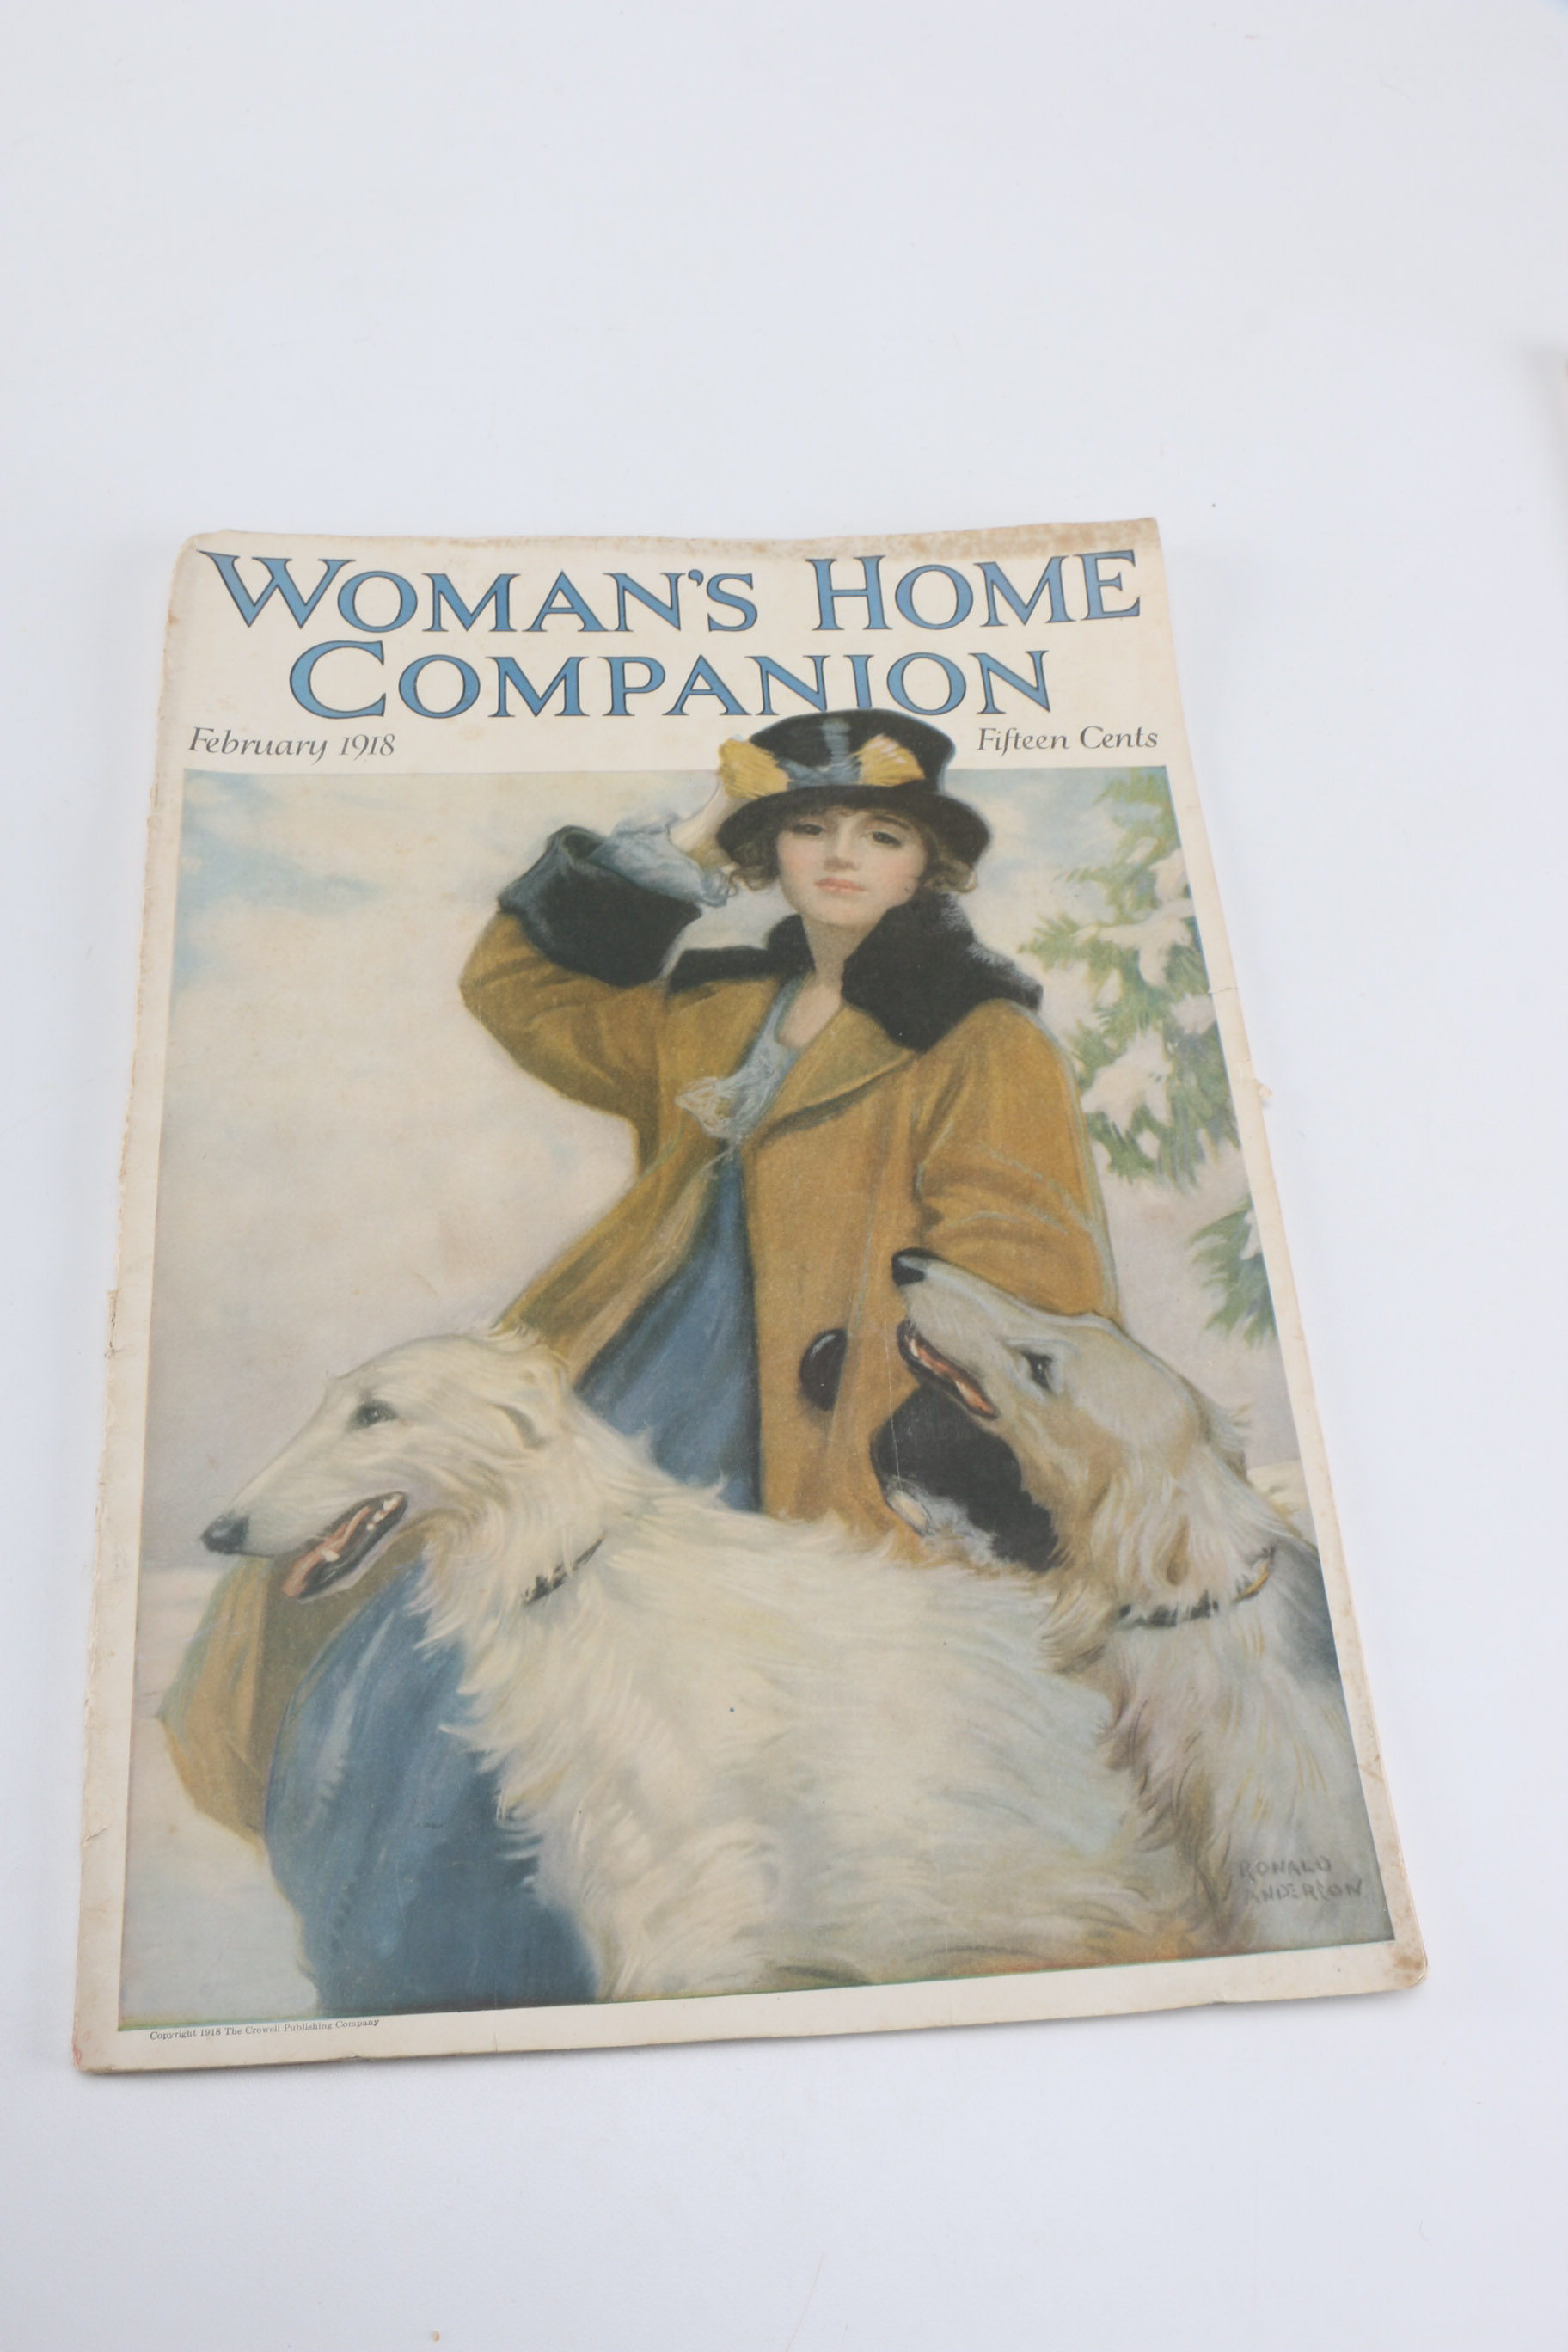 WOMAN'S HOME
COMPANION
February 1918
Fifteen Cents
RONALD
ANDERSON
Copyright 1918 The Crowell Publishing Company